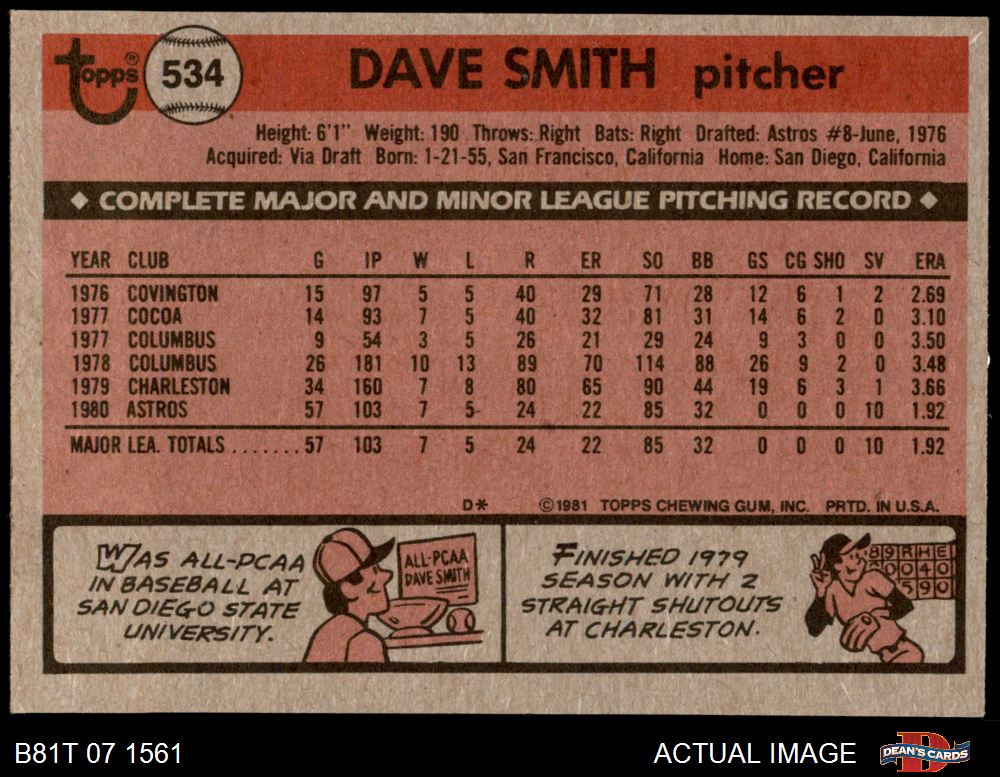 topps® 534 DAVE SMITH pitcher
Height: 6'1" Weight: 190 Throws: Right Bats: Right Drafted: Astros #8-June, 1976
Acquired: Via Draft Born: 1-21-55, San Francisco, California Home: San Diego, California
◆ COMPLETE MAJOR AND MINOR LEAGUE PITCHING RECORD ◆
YEAR CLUB G IP W L R ER SO BB GS CG SHO SV ERA
1976 COVINGTON 15 97 5 5 40 29 71 28 12 6 1 2 2.69
1977 COCOA 14 93 7 5 40 32 81 31 14 6 2 0 3.10
1977 COLUMBUS 9 54 3 5 26 21 29 24 9 3 0 0 3.50
1978 COLUMBUS 26 181 10 13 89 70 114 88 26 9 2 0 3.48
1979 CHARLESTON 34 160 7 8 80 65 90 44 19 6 3 1 3.66
1980 ASTROS 57 103 7 5 24 22 85 32 0 0 0 10 1.92
MAJOR LEA. TOTALS.......57 103 7 5 24 22 85 32 0 0 0 10 1.92
D* ©1981 TOPPS CHEWING GUM, INC. PRTD. IN U.S.A.
WAS ALL-PCAA
IN BASEBALL AT
SAN DIEGO STATE
UNIVERSITY.
ALL-PCAA
DAVE SMITH
FINISHED 1979
SEASON WITH 2
STRAIGHT SHUTOUTS
AT CHARLESTON.
8 9 R H E
0 0 0 4 0
5 9 0
B81T 07 1561 ACTUAL IMAGE DEAN'S CARDS